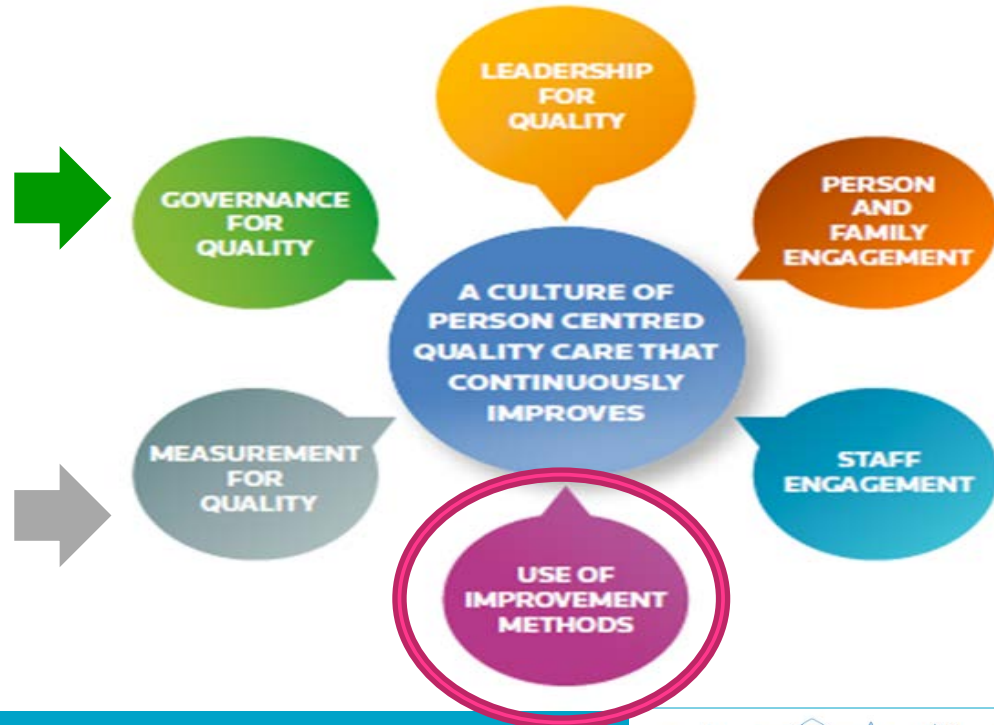 LEADERSHIP
FOR
QUALITY
GOVERNANCE
FOR
QUALITY
PERSON
AND
FAMILY
ENGAGEMENT
A CULTURE OF
PERSON CENTRED
QUALITY CARE THAT
CONTINUOUSLY
IMPROVES
MEASUREMENT
FOR
QUALITY
STAFF
ENGAGEMENT
USE OF
IMPROVEMENT
METHODS